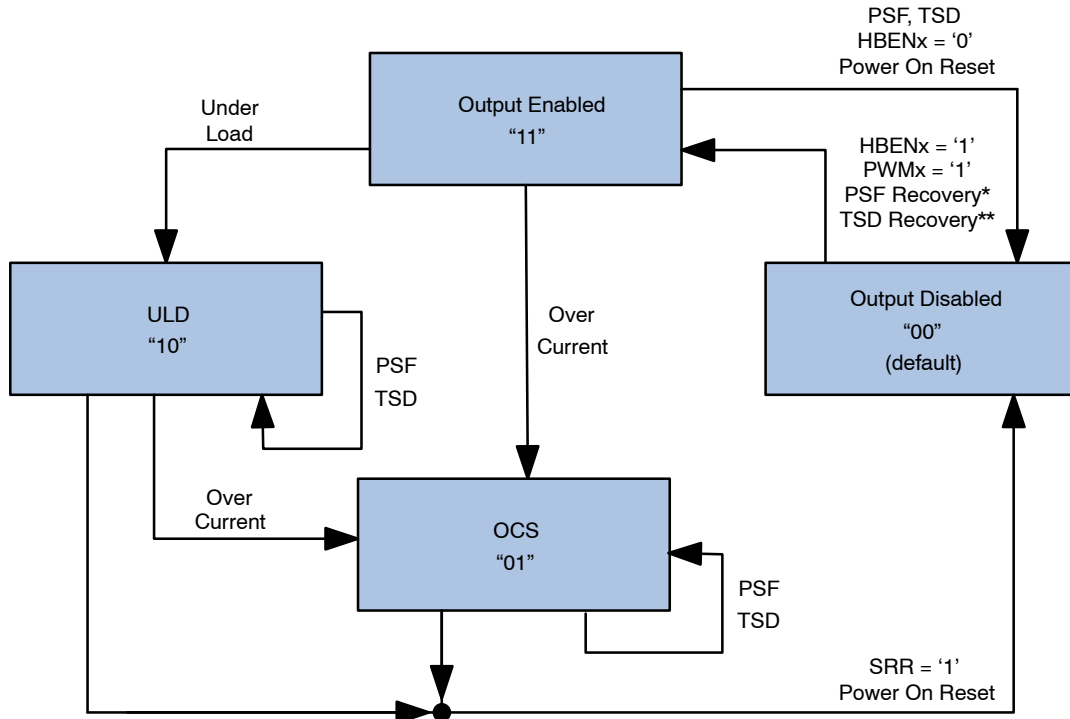 PSF, TSD
HBENx = ‘0’
Power On Reset
Output Enabled
“11”
Under
Load
HBENx = ‘1’
PWMx = ‘1’
PSF Recovery*
TSD Recovery**
ULD
“10”
PSF
TSD
Over
Current
Output Disabled
“00”
(default)
Over
Current
OCS
“01”
PSF
TSD
SRR = ‘1’
Power On Reset